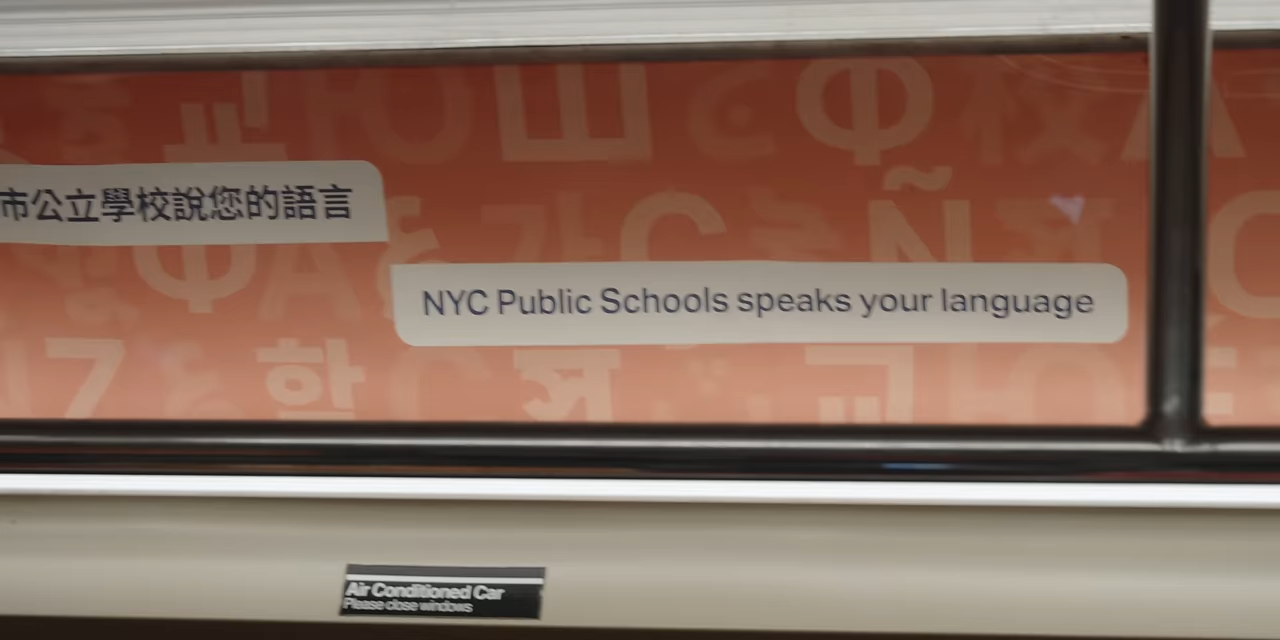 市公立學校說您的語言
NYC Public Schools speaks your language
Air Conditioned Car
Please close windows